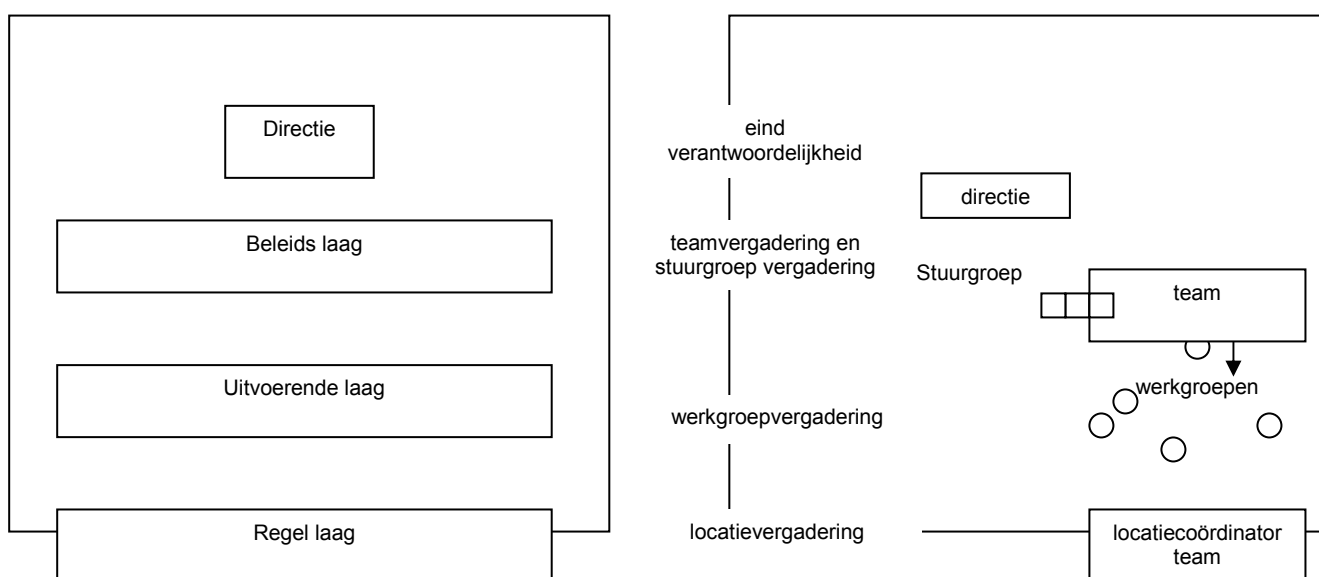 Directie
Beleids laag
Uitvoerende laag
Regel laag
eind
verantwoordelijkheid
teamvergadering en
stuurgroep vergadering
werkgroepvergadering
locatievergadering
directie
Stuurgroep
team
werkgroepen
locatiecoördinator
team